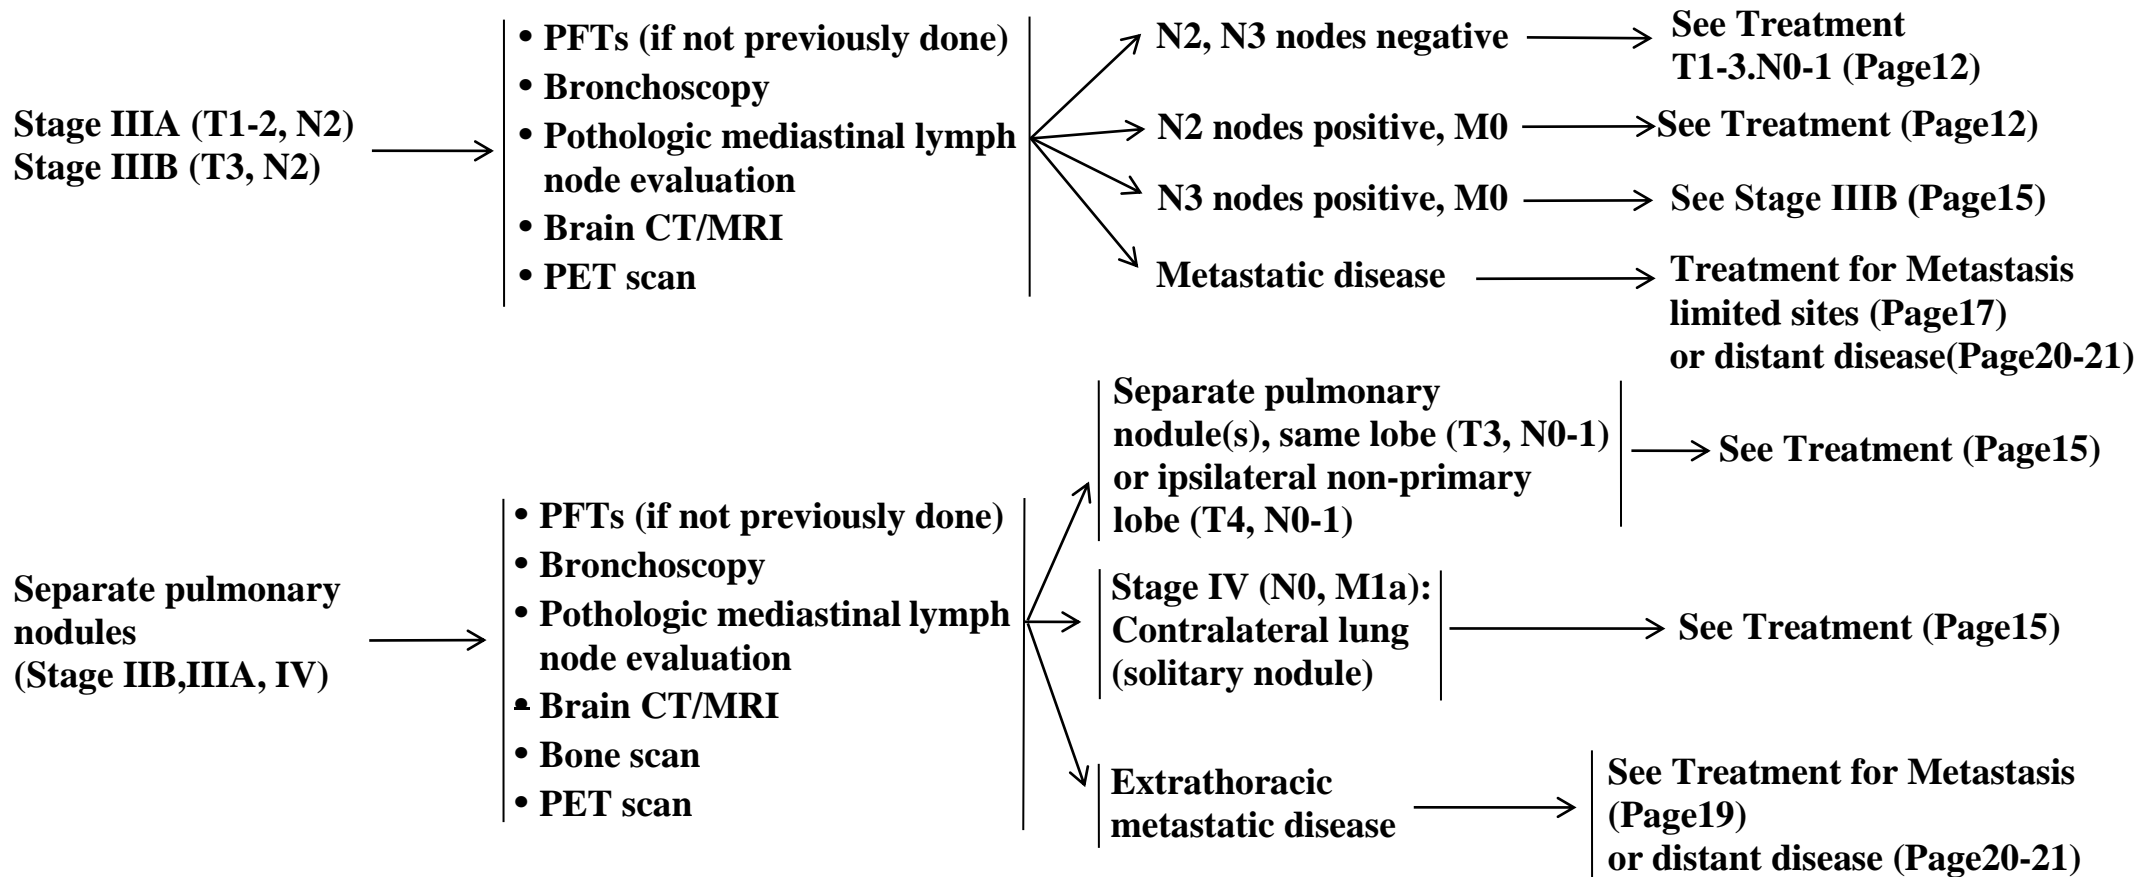 Stage IIIA (T1-2, N2)
Stage IIIB (T3, N2)
• PFTs (if not previously done)
• Bronchoscopy
• Pothologic mediastinal lymph
node evaluation
• Brain CT/MRI
• PET scan
N2, N3 nodes negative
See Treatment
T1-3.N0-1 (Page12)
N2 nodes positive, M0
See Treatment (Page12)
N3 nodes positive, M0
See Stage IIIB (Page15)
Metastatic disease
Treatment for Metastasis
limited sites (Page17)
or distant disease(Page20-21)
Separate pulmonary
nodules
(Stage IIB,IIIA, IV)
• PFTs (if not previously done)
• Bronchoscopy
• Pothologic mediastinal lymph
node evaluation
• Brain CT/MRI
• Bone scan
• PET scan
Separate pulmonary
nodule(s), same lobe (T3, N0-1)
or ipsilateral non-primary
lobe (T4, N0-1)
See Treatment (Page15)
Stage IV (N0, M1a):
Contralateral lung
(solitary nodule)
See Treatment (Page15)
Extrathoracic
metastatic disease
See Treatment for Metastasis
(Page19)
or distant disease (Page20-21)